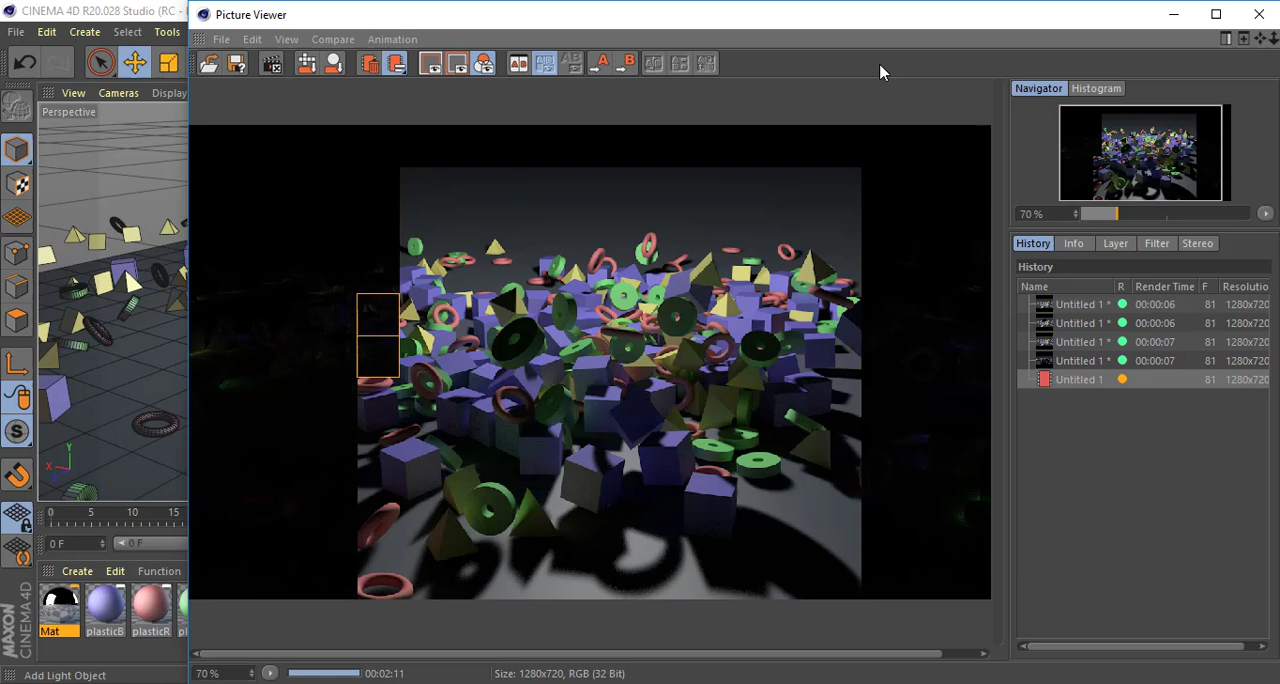 CINEMA 4D R20.028 Studio (RC - R
Picture Viewer
File Edit Create Select Tools
File Edit View Compare Animation
View Cameras Display
Perspective
Navigator Histogram
70 %
History Info Layer Filter Stereo
History
Name R Render Time F Resolutio
Untitled 1 * 00:00:06 81 1280x720
Untitled 1 * 00:00:06 81 1280x720
Untitled 1 * 00:00:07 81 1280x720
Untitled 1 * 00:00:07 81 1280x720
Untitled 1 81 1280x720
Y
X
0 5 10 15
0 F 0 F
Create Edit Function
Mat plasticB plasticR pl
MAXON
CINEMA 4D
Add Light Object
70 % 00:02:11 Size: 1280x720, RGB (32 Bit)